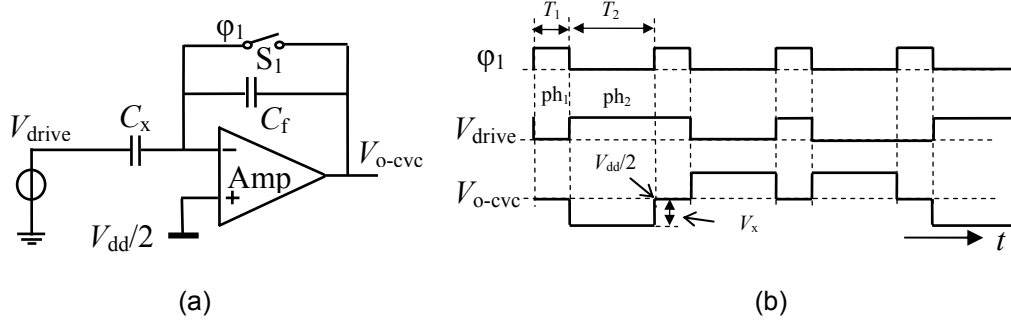 φ1
S1
Cx
Cf
Vdrive
Amp
Vo-cvc
Vdd/2
(a)
T1 T2
φ1
ph1 ph2
Vdrive
Vdd/2
Vo-cvc
Vx
t
(b)